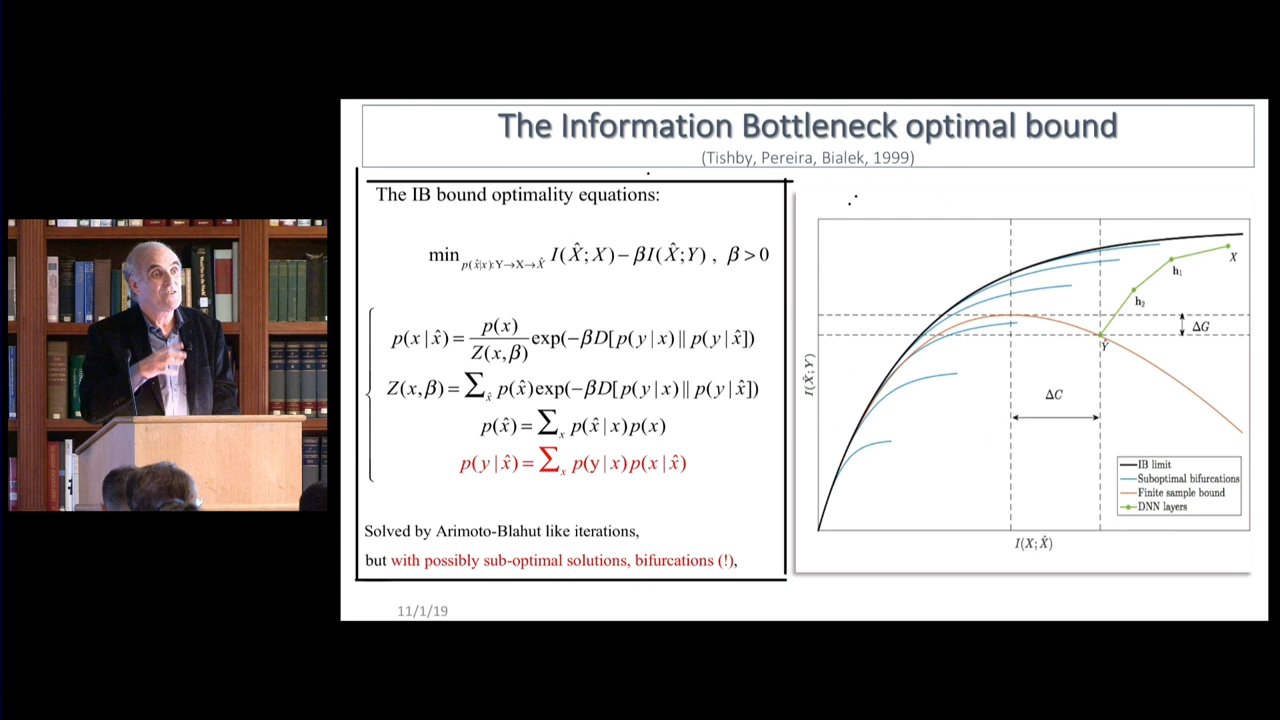 The Information Bottleneck optimal bound
(Tishby, Pereira, Bialek, 1999)
The IB bound optimality equations:
min_{p(x̂|x):Y→X→X̂} I(X̂;X) − βI(X̂;Y) , β > 0
p(x | x̂) = p(x) / Z(x,β) exp(−βD[p(y | x) || p(y | x̂])
Z(x,β) = ∑_x̂ p(x̂)exp(−βD[p(y | x) || p(y | x̂])
p(x̂) = ∑_x p(x̂ | x)p(x)
p(y | x̂) = ∑_x p(y | x)p(x | x̂)
Solved by Arimoto-Blahut like iterations,
but with possibly sub-optimal solutions, bifurcations (!),
11/1/19
I(X̂;Y)
X
h₁
h₂
ΔG
Ŷ
ΔC
IB limit
Suboptimal bifurcations
Finite sample bound
DNN layers
I(X;X̂)